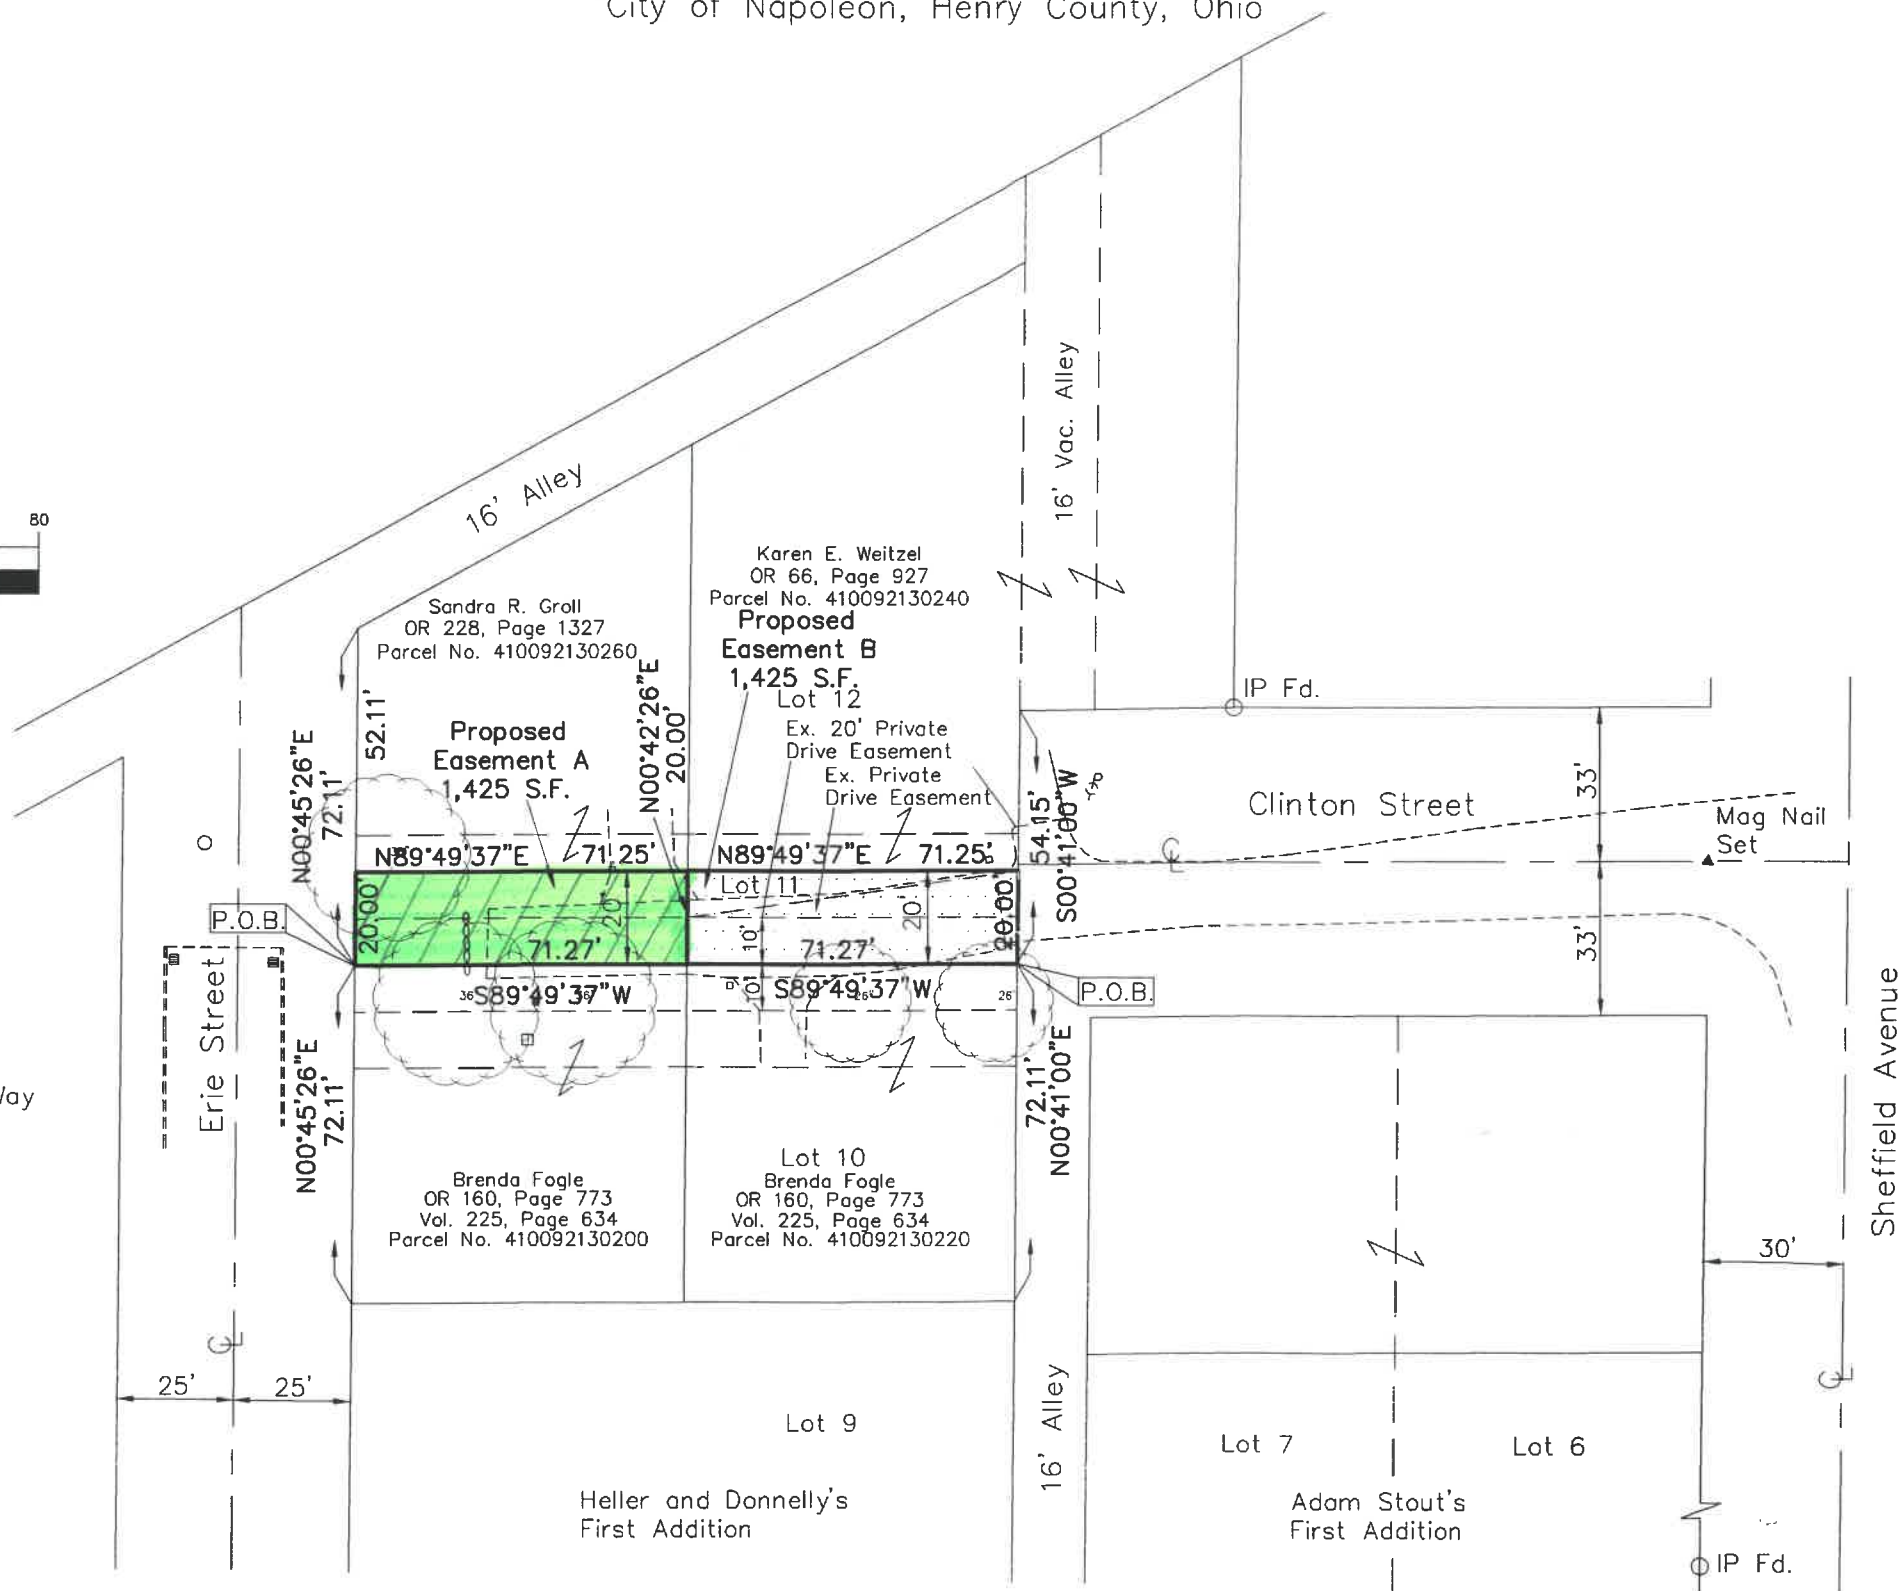 City of Napoleon, Henry County, Ohio
80
16' Alley
16' Vac. Alley
Karen E. Weitzel
OR 66, Page 927
Parcel No. 410092130240
Sandra R. Groll
OR 228, Page 1327
Parcel No. 410092130260
Proposed
Easement B
1,425 S.F.
Lot 12
Ex. 20' Private
Drive Easement
Ex. Private
Drive Easement
Proposed
Easement A
1,425 S.F.
52.11'
N00°45'26"E
72.11'
N00°42'26"E
20.00'
IP Fd.
33'
Clinton Street
Mag Nail
Set
54.15'
S00°41'00"W
N89°49'37"E 71.25'
N89°49'37"E 71.25'
Lot 11
20.00'
20'
20'
20.00'
P.O.B.
10'
71.27'
71.27'
33'
10'
36"
S89°49'37"W
36"
S89°49'37"W
26"
26"
P.O.B.
Erie Street
N00°45'26"E
72.11'
72.11'
N00°41'00"E
Sheffield Avenue
Lot 10
Brenda Fogle
OR 160, Page 773
Vol. 225, Page 634
Parcel No. 410092130200
Brenda Fogle
OR 160, Page 773
Vol. 225, Page 634
Parcel No. 410092130220
30'
25'
25'
16' Alley
Lot 9
Lot 7
Lot 6
Heller and Donnelly's
First Addition
Adam Stout's
First Addition
IP Fd.